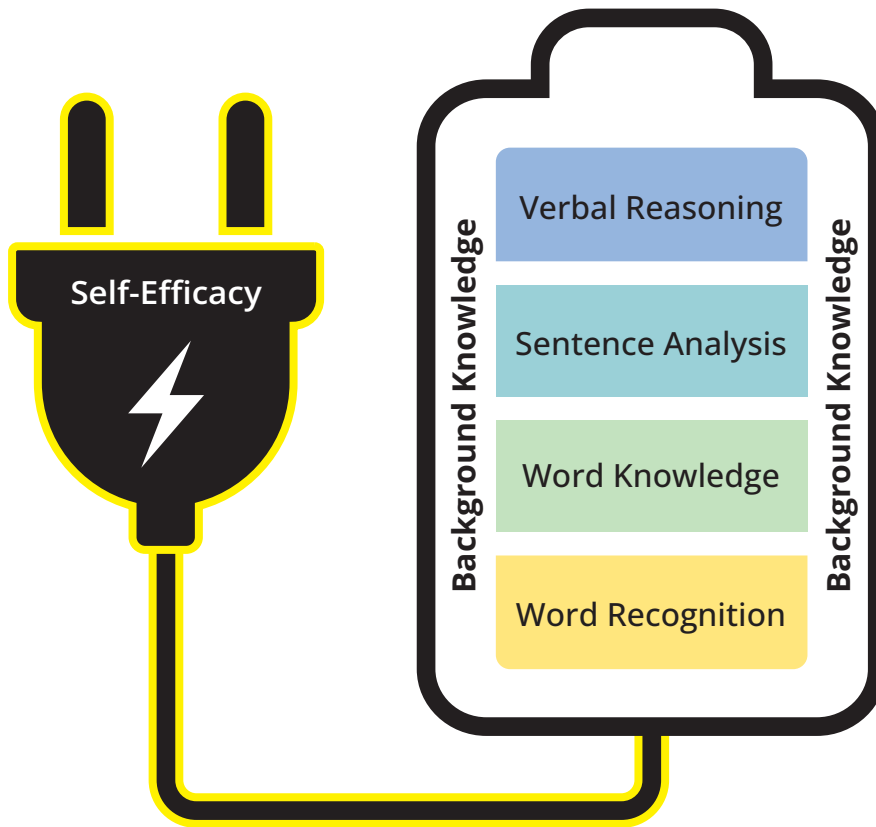 Self-Efficacy
Background Knowledge
Verbal Reasoning
Sentence Analysis
Word Knowledge
Word Recognition
Background Knowledge